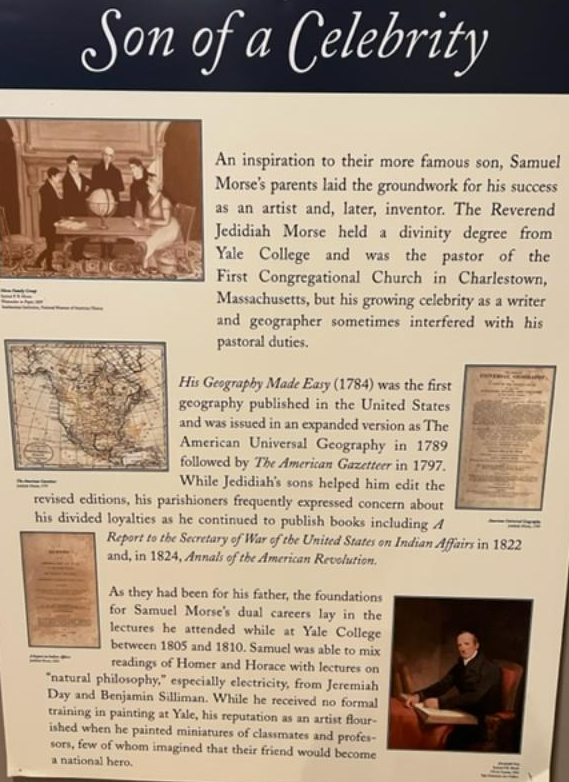 Son of a Celebrity
An inspiration to their more famous son, Samuel
Morse's parents laid the groundwork for his success
as an artist and, later, inventor. The Reverend
Jedidiah Morse held a divinity degree from
Yale College and was the pastor of the
First Congregational Church in Charlestown,
Massachusetts, but his growing celebrity as a writer
and geographer sometimes interfered with his
pastoral duties.
His Geography Made Easy (1784) was the first
geography published in the United States
and was issued in an expanded version as The
American Universal Geography in 1789
followed by The American Gazetteer in 1797.
While Jedidiah's sons helped him edit the
revised editions, his parishioners frequently expressed concern about
his divided loyalties as he continued to publish books including A
Report to the Secretary of War of the United States on Indian Affairs in 1822
and, in 1824, Annals of the American Revolution.
UNIVERSAL GEOGRAPHY
As they had been for his father, the foundations
for Samuel Morse's dual careers lay in the
lectures he attended while at Yale College
between 1805 and 1810. Samuel was able to mix
readings of Homer and Horace with lectures on
"natural philosophy," especially electricity, from Jeremiah
Day and Benjamin Silliman. While he received no formal
training in painting at Yale, his reputation as an artist flour-
ished when he painted miniatures of classmates and profes-
sors, few of whom imagined that their friend would become
a national hero.